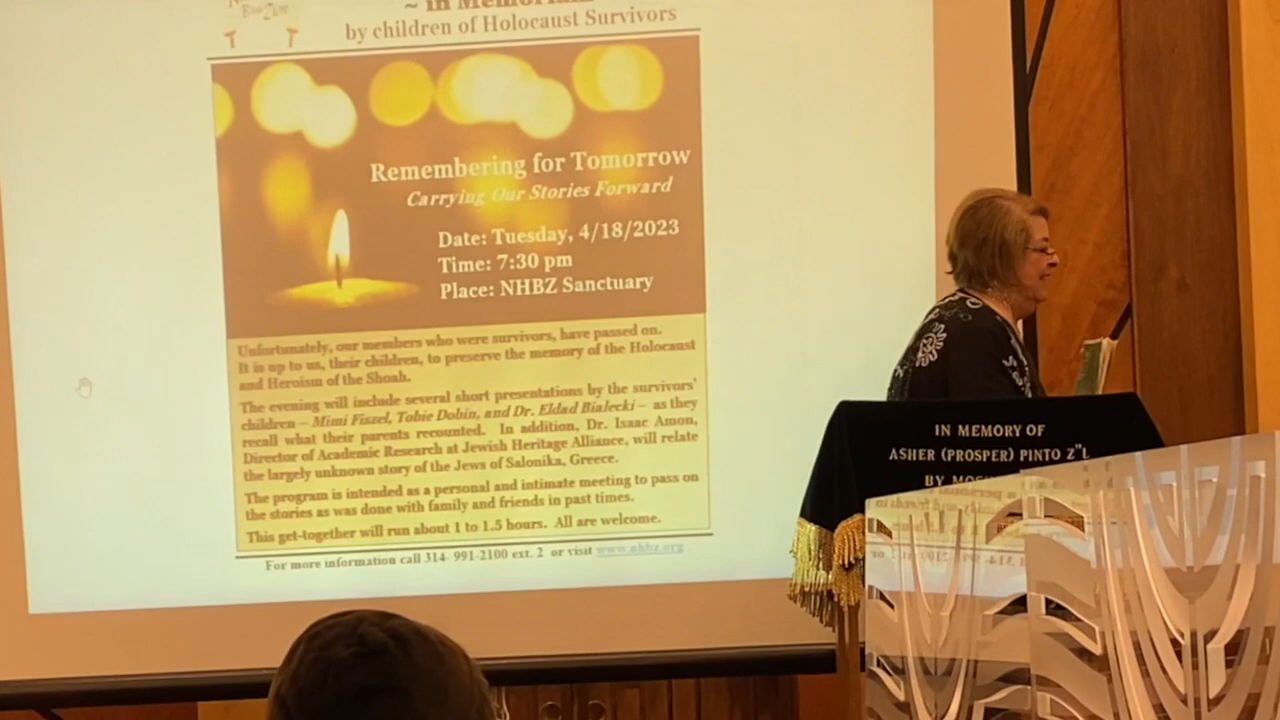 ~ in Memoriam
by children of Holocaust Survivors
Remembering for Tomorrow
Carrying Our Stories Forward
Date: Tuesday, 4/18/2023
Time: 7:30 pm
Place: NHBZ Sanctuary
Unfortunately, our members who were survivors, have passed on.
It is up to us, their children, to preserve the memory of the Holocaust
and Heroism of the Shoah.
The evening will include several short presentations by the survivors'
children – Mimi Fiszel, Tobie Dobin, and Dr. Eldad Bialecki – as they
recall what their parents recounted. In addition, Dr. Isaac Amon,
Director of Academic Research at Jewish Heritage Alliance, will relate
the largely unknown story of the Jews of Salonika, Greece.
The program is intended as a personal and intimate meeting to pass on
the stories as was done with family and friends in past times.
This get-together will run about 1 to 1.5 hours. All are welcome.
For more information call 314- 991-2100 ext. 2 or visit www.nhbz.org
IN MEMORY OF
ASHER (PROSPER) PINTO Z"L
BY